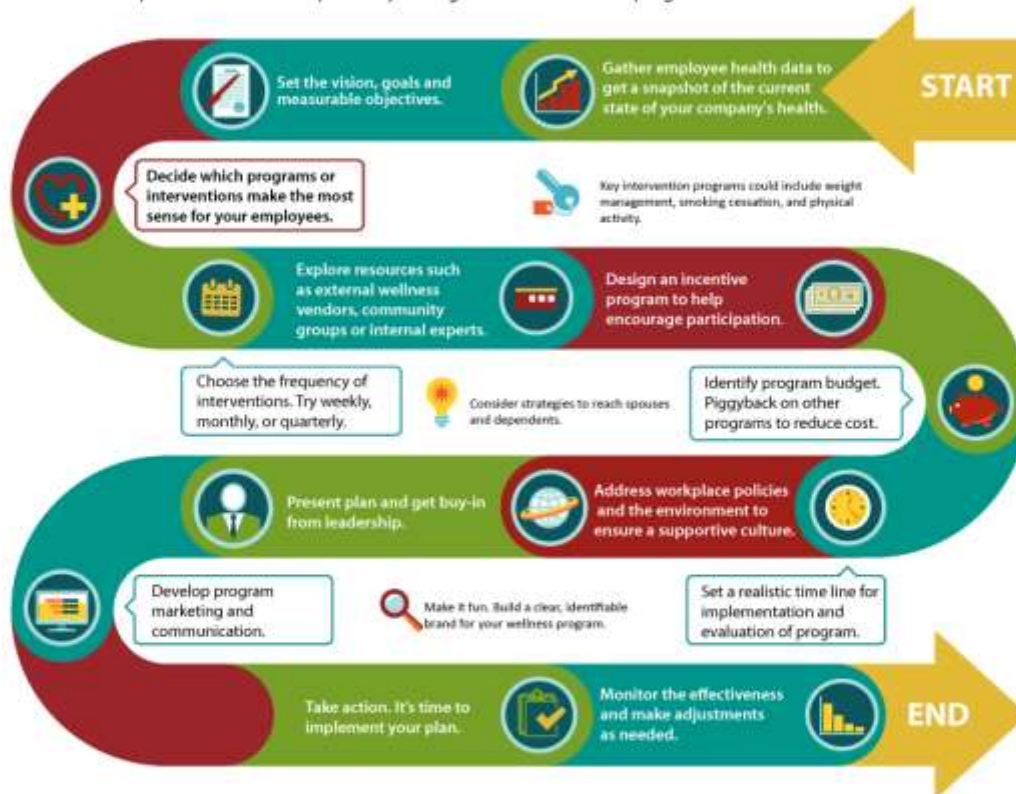 START
Gather employee health data to
get a snapshot of the current
state of your company's health.
Set the vision, goals and
measurable objectives.
Decide which programs or
interventions make the most
sense for your employees.
Key intervention programs could include weight
management, smoking cessation, and physical
activity.
Explore resources such
as external wellness
vendors, community
groups or internal experts.
Design an incentive
program to help
encourage participation.
Choose the frequency of
interventions. Try weekly,
monthly, or quarterly.
Consider strategies to reach spouses
and dependents.
Identify program budget.
Piggyback on other
programs to reduce cost.
Present plan and get buy-in
from leadership.
Address workplace policies
and the environment to
ensure a supportive culture.
Develop program
marketing and
communication.
Make it fun. Build a clear, identifiable
brand for your wellness program.
Set a realistic time line for
implementation and
evaluation of program.
Take action. It's time to
implement your plan.
Monitor the effectiveness
and make adjustments
as needed.
END